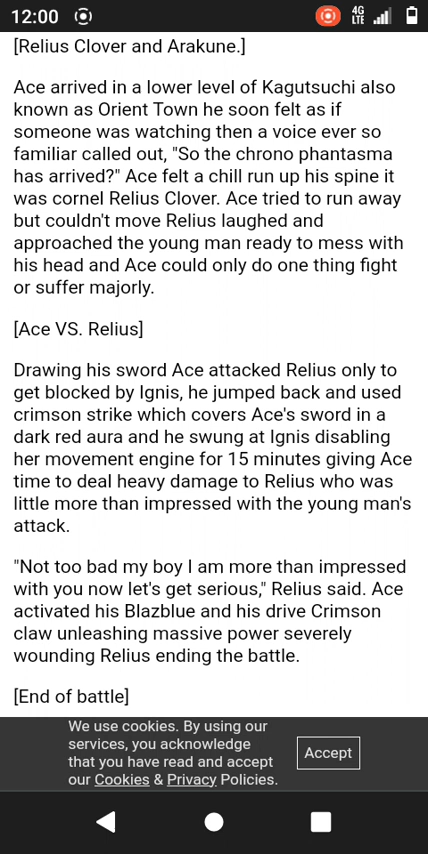 12:00
4G
LTE
[Relius Clover and Arakune.]
Ace arrived in a lower level of Kagutsuchi also
known as Orient Town he soon felt as if
someone was watching then a voice ever so
familiar called out, "So the chrono phantasma
has arrived?" Ace felt a chill run up his spine it
was cornel Relius Clover. Ace tried to run away
but couldn't move Relius laughed and
approached the young man ready to mess with
his head and Ace could only do one thing fight
or suffer majorly.
[Ace VS. Relius]
Drawing his sword Ace attacked Relius only to
get blocked by Ignis, he jumped back and used
crimson strike which covers Ace's sword in a
dark red aura and he swung at Ignis disabling
her movement engine for 15 minutes giving Ace
time to deal heavy damage to Relius who was
little more than impressed with the young man's
attack.
"Not too bad my boy I am more than impressed
with you now let's get serious," Relius said. Ace
activated his Blazblue and his drive Crimson
claw unleashing massive power severely
wounding Relius ending the battle.
[End of battle]
We use cookies. By using our
services, you acknowledge
that you have read and accept
our Cookies & Privacy Policies.
Accept